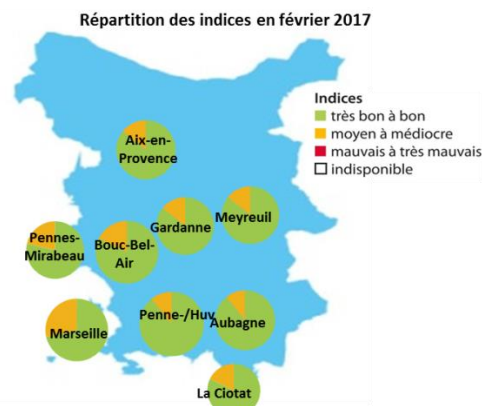 Répartition des indices en février 2017
Indices
très bon à bon
moyen à médiocre
mauvais à très mauvais
indisponible
Aix-en-
Provence
Meyreuil
Gardanne
Pennes-
Mirabeau
Bouc-Bel-
Air
Penne-/Huv
Aubagne
Marseille
La Ciotat